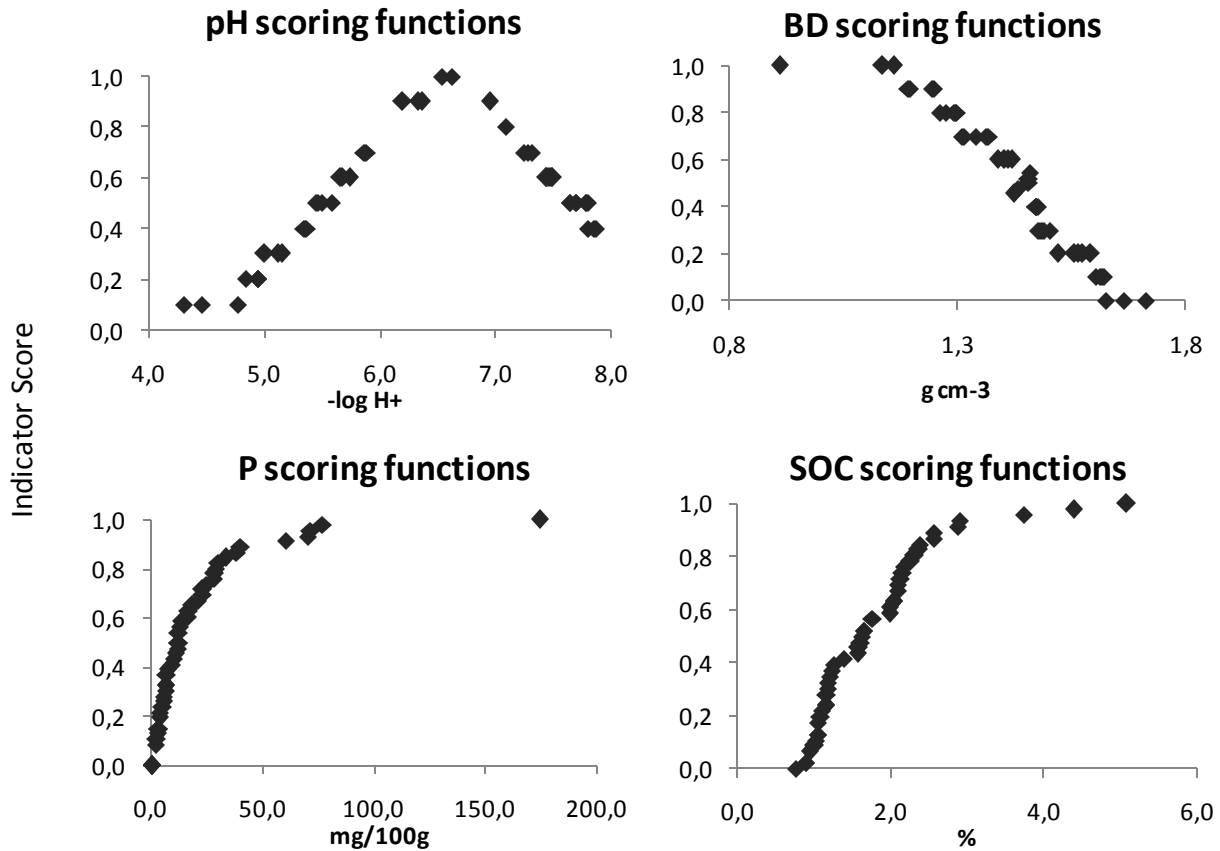 pH scoring functions
1,0
0,8
0,6
0,4
0,2
0,0
4,0 5,0 6,0 7,0 8,0
-log H+
BD scoring functions
1,0
0,8
0,6
0,4
0,2
0,0
0,8 1,3 1,8
g cm-3
Indicator Score
P scoring functions
1,0
0,8
0,6
0,4
0,2
0,0
0,0 50,0 100,0 150,0 200,0
mg/100g
SOC scoring functions
1,0
0,8
0,6
0,4
0,2
0,0
0,0 2,0 4,0 6,0
%